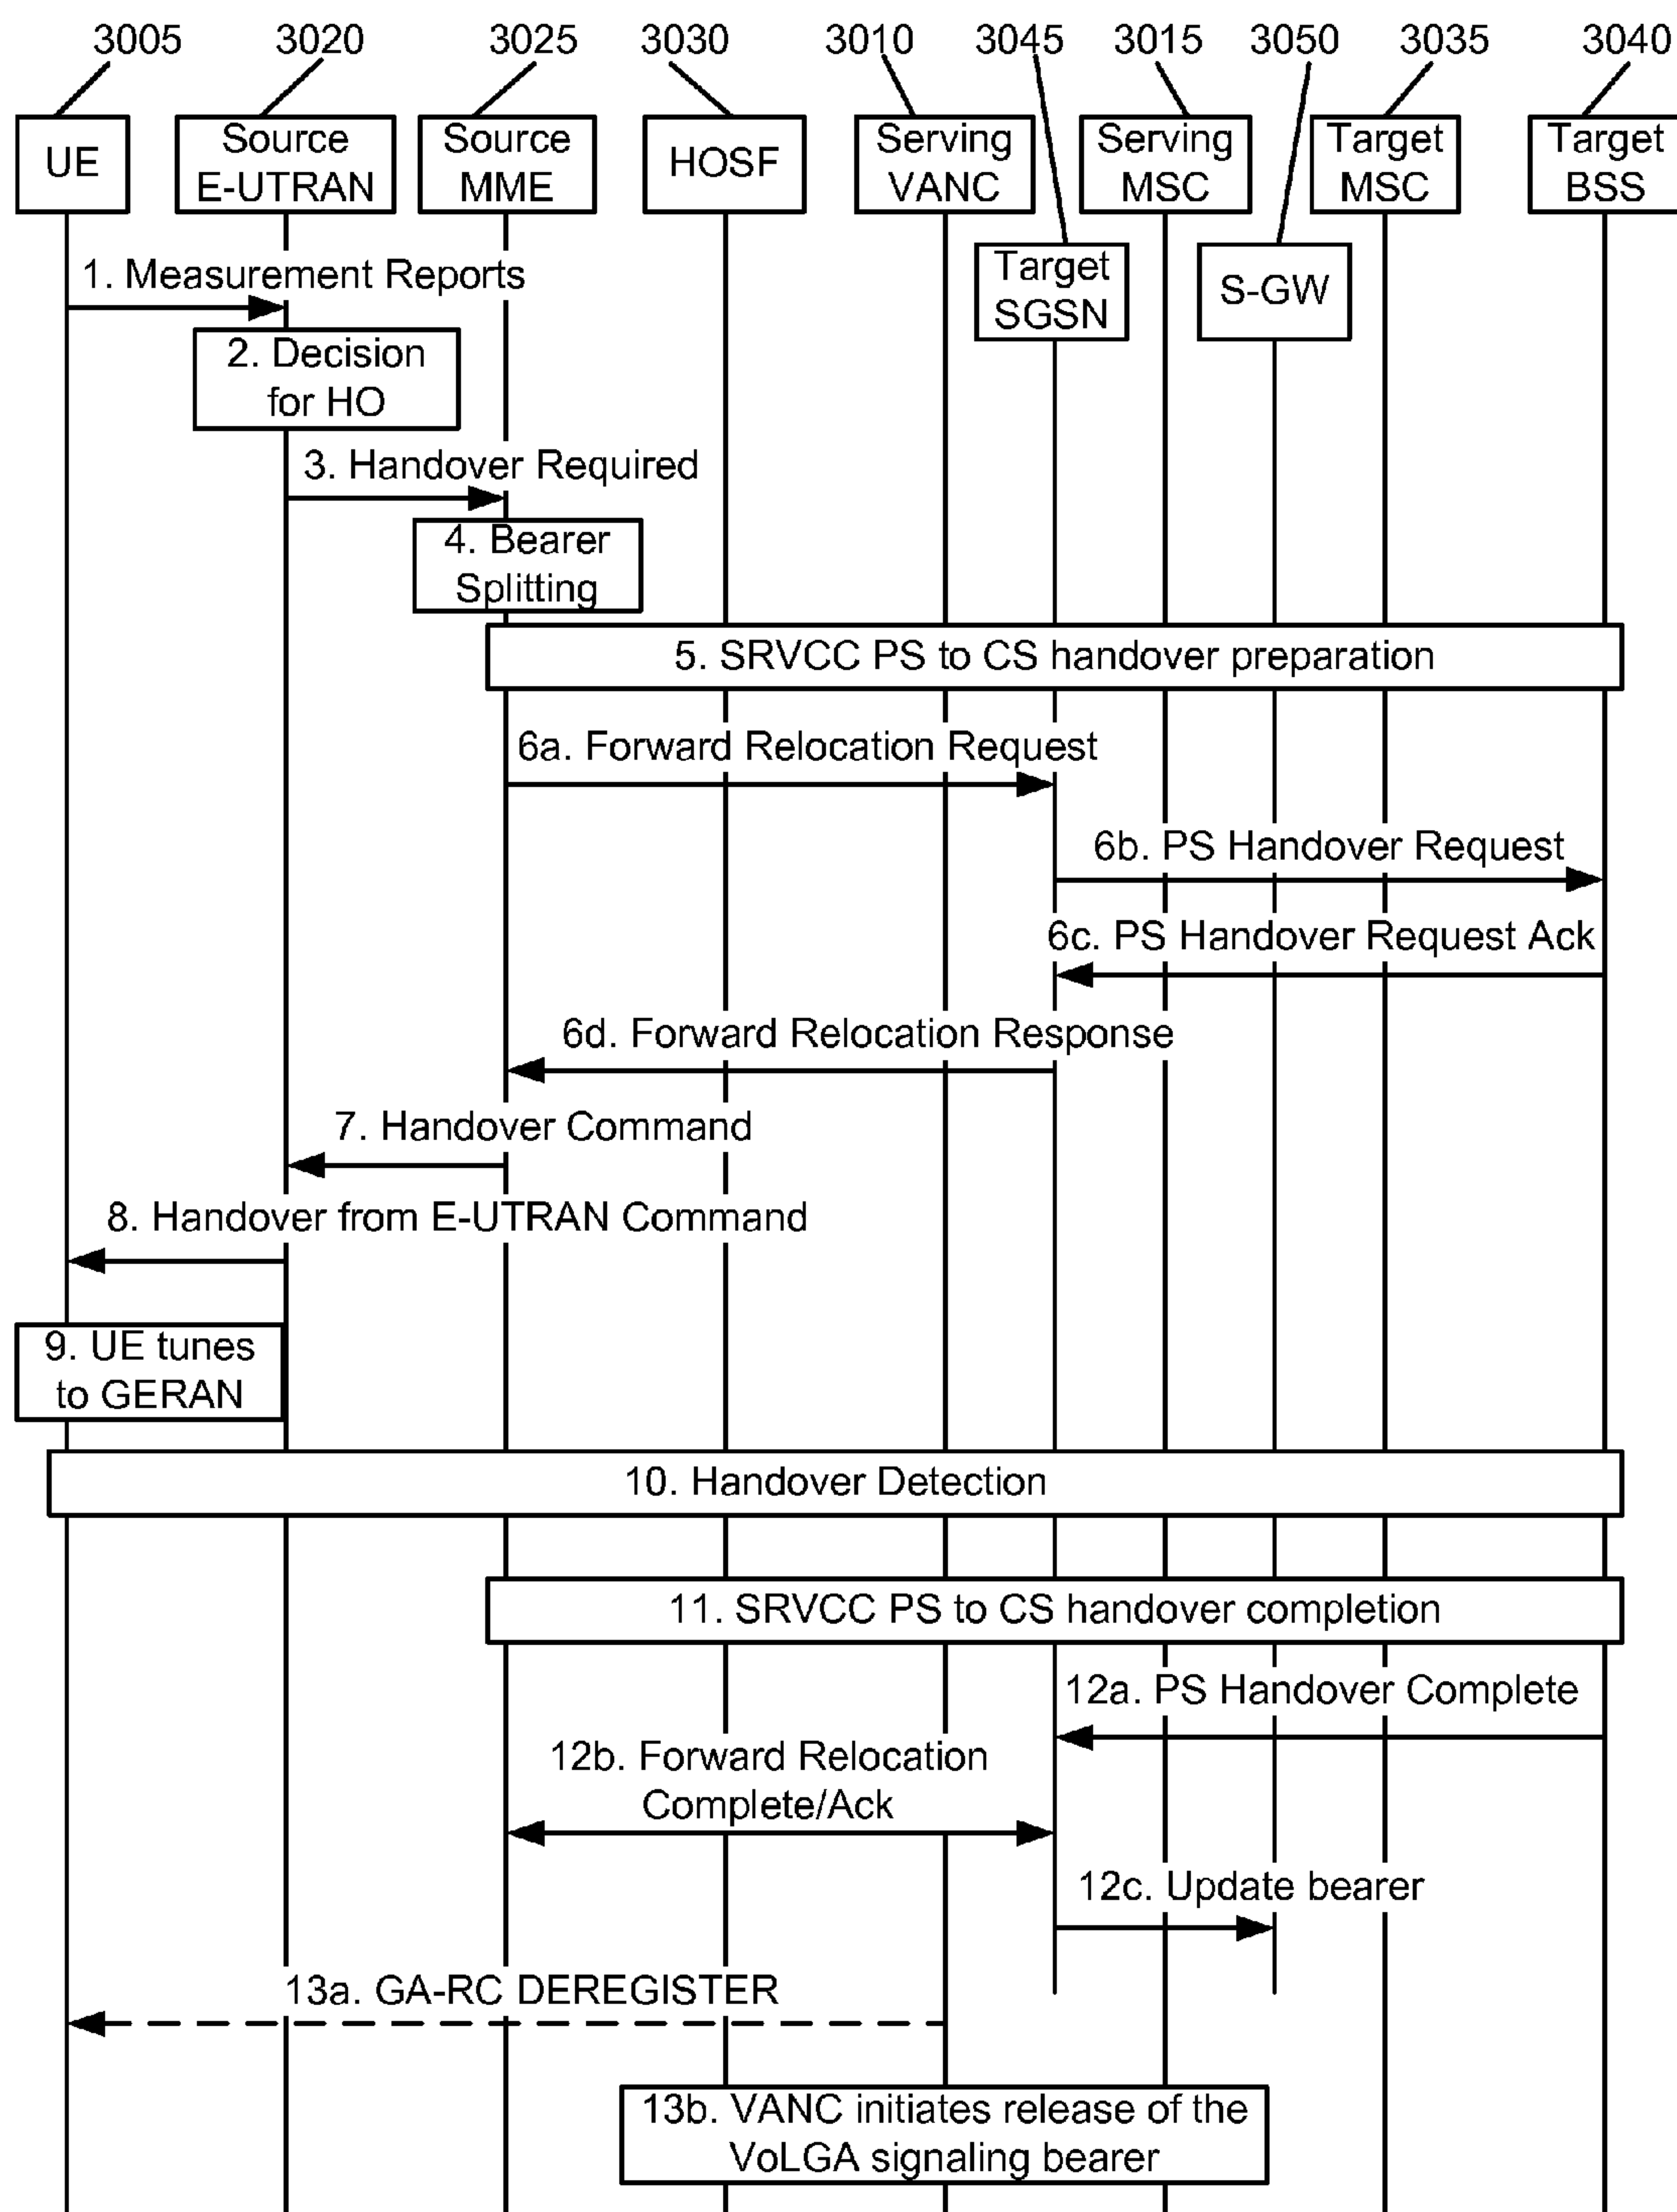 3005 3020 3025 3030 3010 3045 3015 3050 3035 3040
UE
Source
E-UTRAN
Source
MME
HOSF
Serving
VANC
Serving
MSC
Target
MSC
Target
BSS
Target
SGSN
S-GW
1. Measurement Reports
2. Decision
for HO
3. Handover Required
4. Bearer
Splitting
5. SRVCC PS to CS handover preparation
6a. Forward Relocation Request
6b. PS Handover Request
6c. PS Handover Request Ack
6d. Forward Relocation Response
7. Handover Command
8. Handover from E-UTRAN Command
9. UE tunes
to GERAN
10. Handover Detection
11. SRVCC PS to CS handover completion
12a. PS Handover Complete
12b. Forward Relocation
Complete/Ack
12c. Update bearer
13a. GA-RC DEREGISTER
13b. VANC initiates release of the
VoLGA signaling bearer